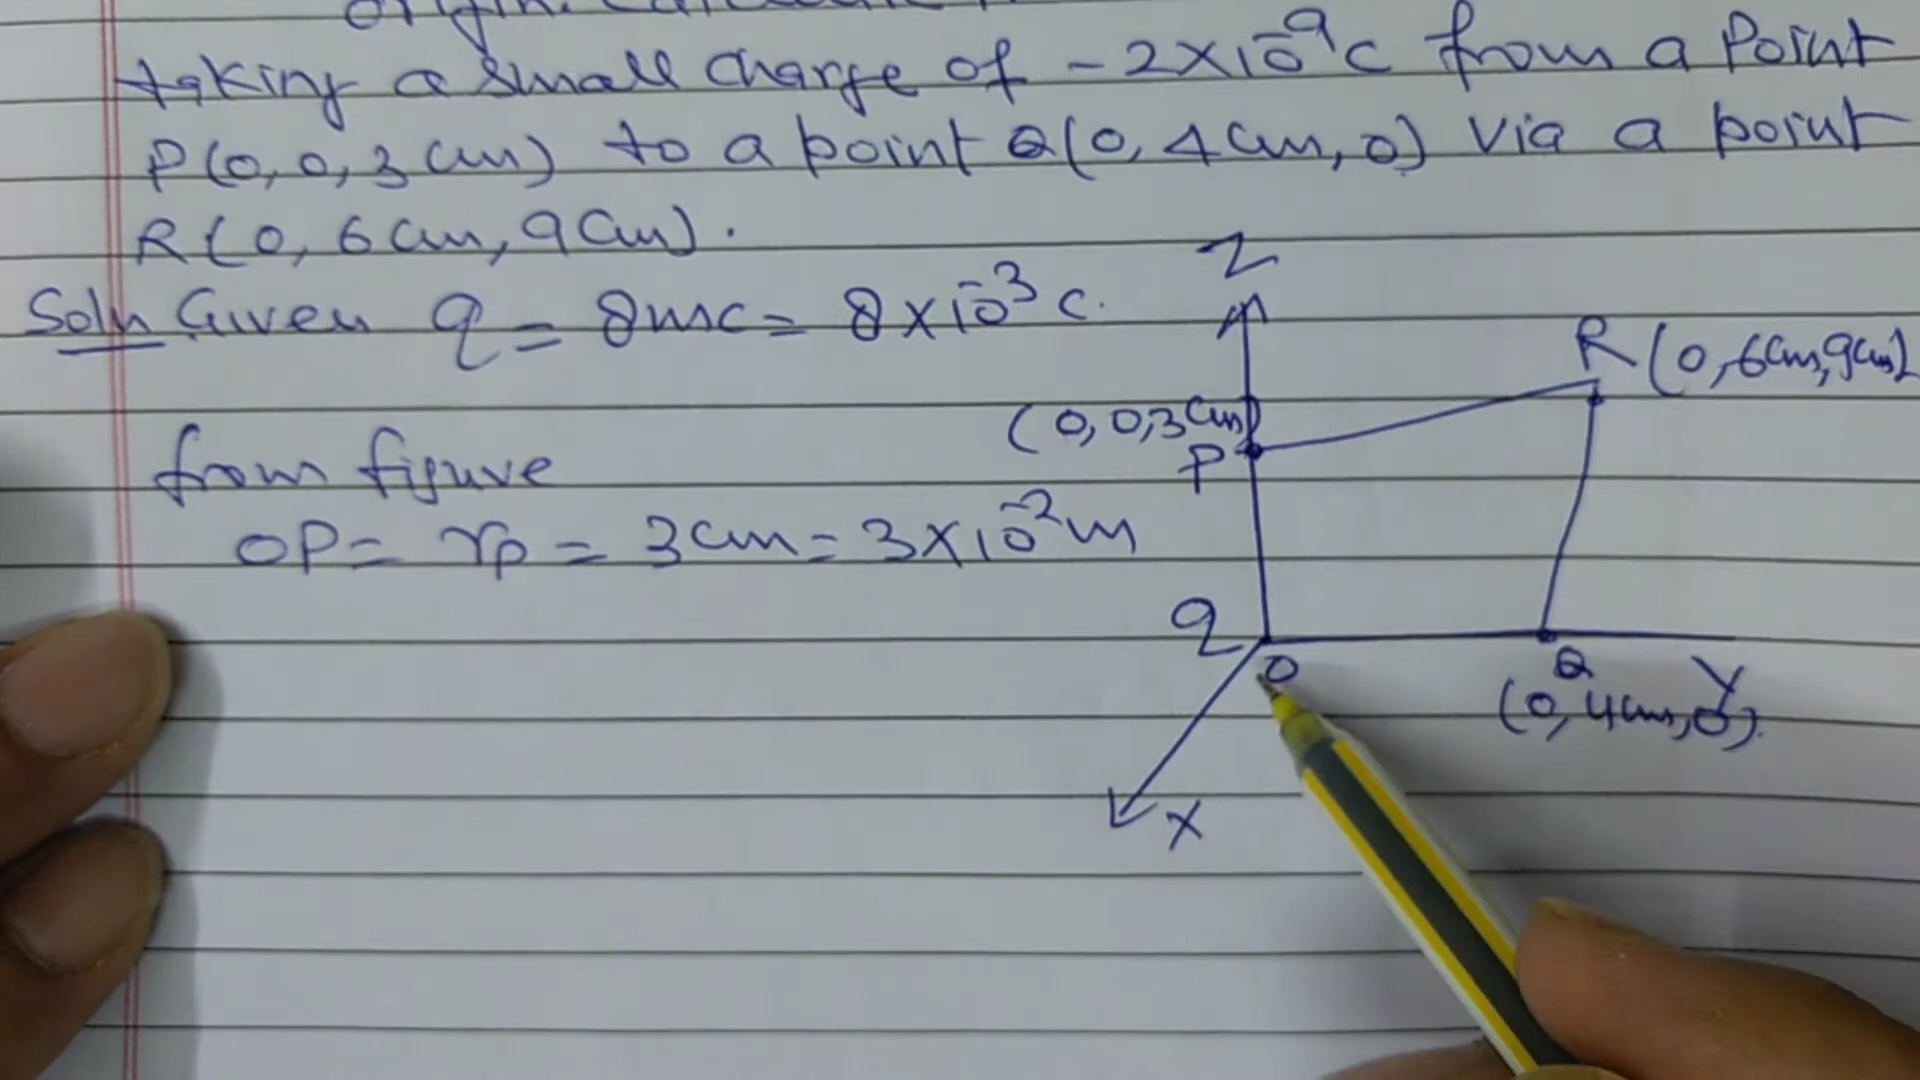 origin. Calculate
taking a small charge of -2×10⁻⁹C from a Point
P(0,0,3cm) to a point Q(0,4cm,0) via a point
R(0,6cm,9cm).
Soln Given q = 8mC = 8×10⁻³C.
Z
R(0,6cm,9cm)
(0,0,3cm)
P
from figure
OP = rp = 3cm = 3×10⁻²m
q
O
Q
Y
(0,4cm,0).
X